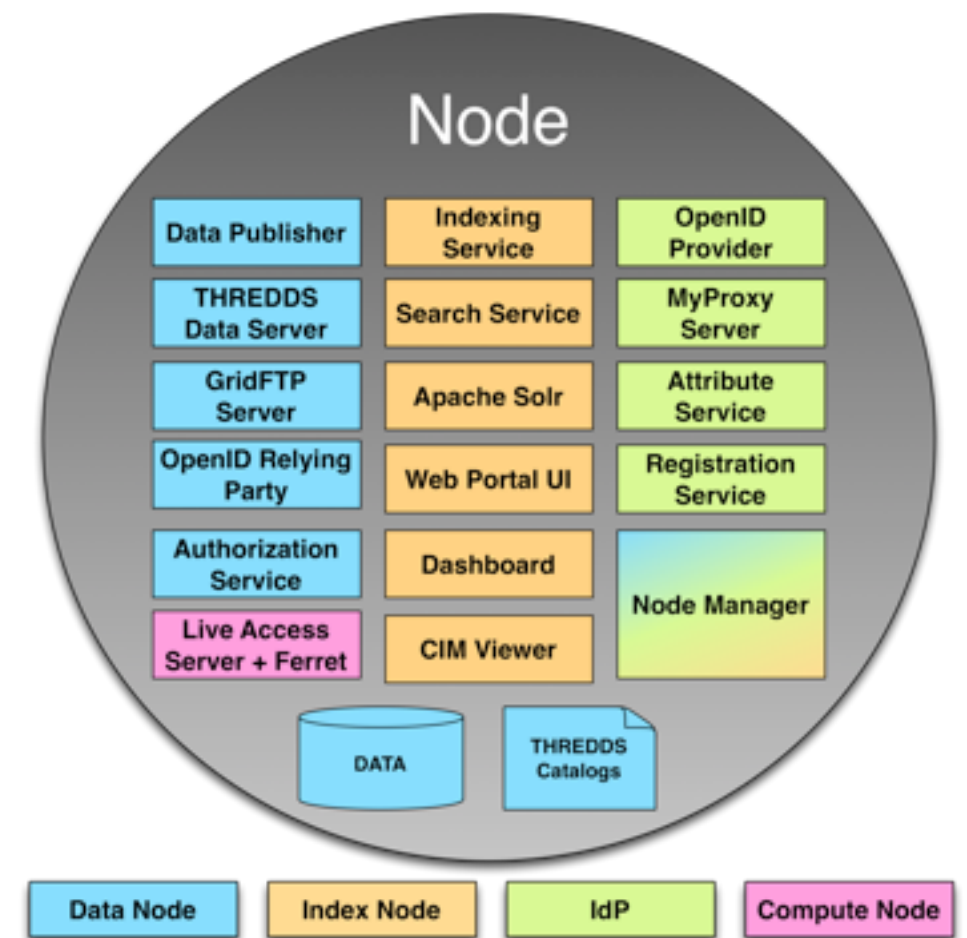 Node
Data Publisher
THREDDS
Data Server
GridFTP
Server
OpenID Relying
Party
Authorization
Service
Live Access
Server + Ferret
Indexing
Service
Search Service
Apache Solr
Web Portal UI
Dashboard
CIM Viewer
OpenID
Provider
MyProxy
Server
Attribute
Service
Registration
Service
Node Manager
DATA
THREDDS
Catalogs
Data Node
Index Node
IdP
Compute Node